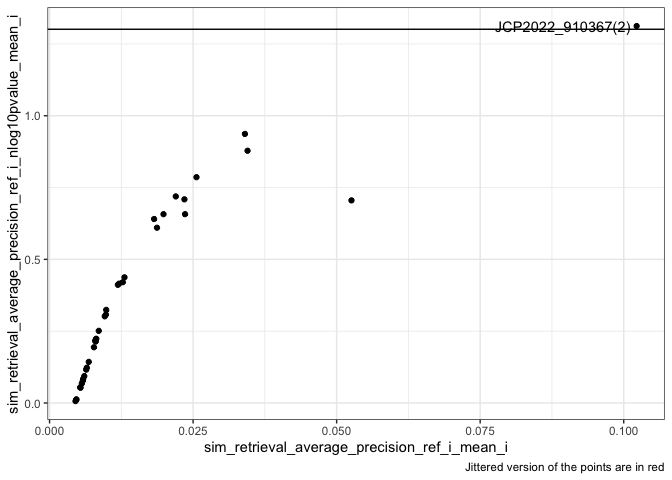 JCP2022_910367(2)
sim_retrieval_average_precision_ref_i_nlog10pvalue_mean_i
1.0
0.5
0.0
0.000
0.025
0.050
0.075
0.100
sim_retrieval_average_precision_ref_i_mean_i
Jittered version of the points are in red